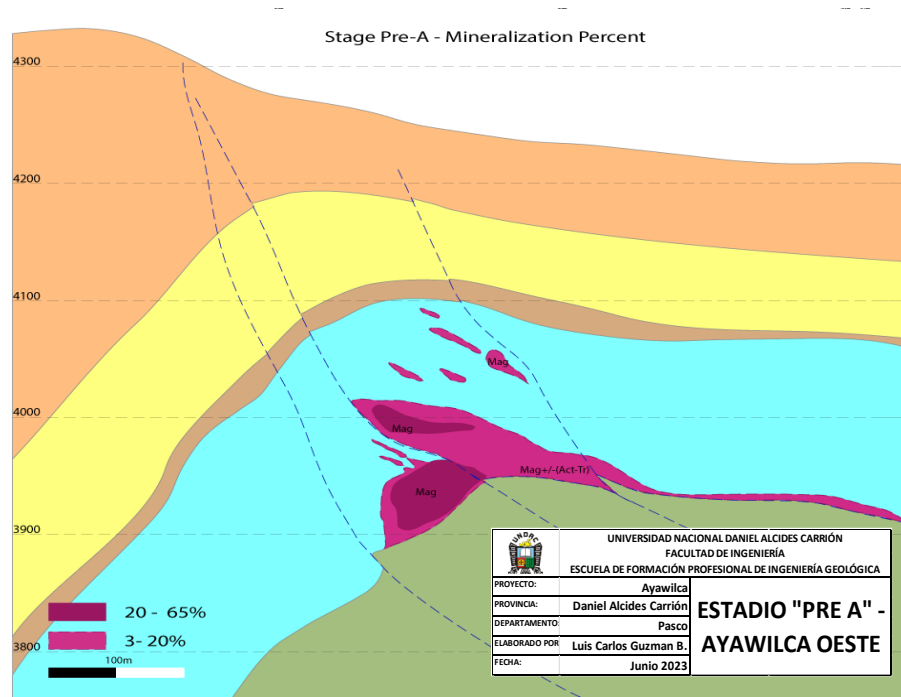 Stage Pre-A - Mineralization Percent
4300
4200
4100
4000
3900
3800
Mag
Mag
Mag+/-(Act-Tr)
Mag
20 - 65%
3- 20%
100m
UNDAC
UNIVERSIDAD NACIONAL DANIEL ALCIDES CARRIÓN
FACULTAD DE INGENIERÍA
ESCUELA DE FORMACIÓN PROFESIONAL DE INGENIERÍA GEOLÓGICA
PROYECTO: Ayawilca
PROVINCIA: Daniel Alcides Carrión
DEPARTAMENTO: Pasco
ELABORADO POR Luis Carlos Guzman B.
FECHA: Junio 2023
ESTADIO "PRE A" -
AYAWILCA OESTE